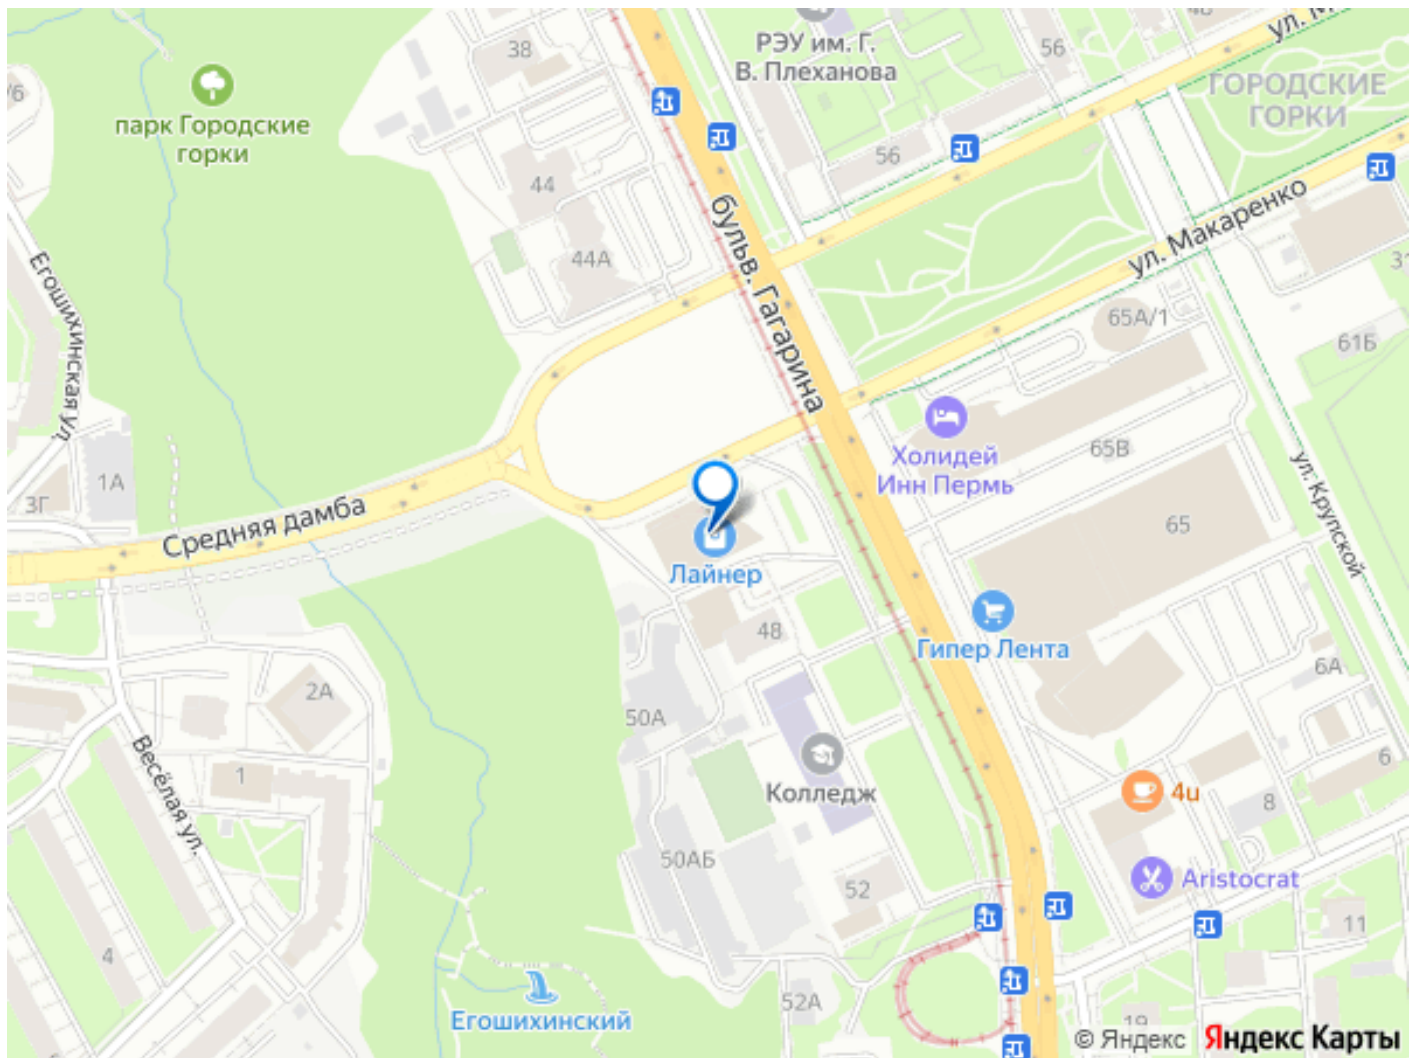 38
РЭУ им. Г.
В. Плеханова
56
ГОРОДСКИЕ
ГОРКИ
парк Городские
горки
56
44
ул. Макаренко
бульв. Гагарина
44А
65А/1
61Б
Егошихинская ул.
Холидей
Инн Пермь
65В
1А
3Г
Средняя дамба
65
ул. Крупской
Лайнер
48
Гипер Лента
6А
2А
50А
Весёлая ул.
1
Колледж
4u
6
8
50АБ
52
Aristocrat
11
4
52А
19
Егошихинский
© Яндекс Яндекс Карты